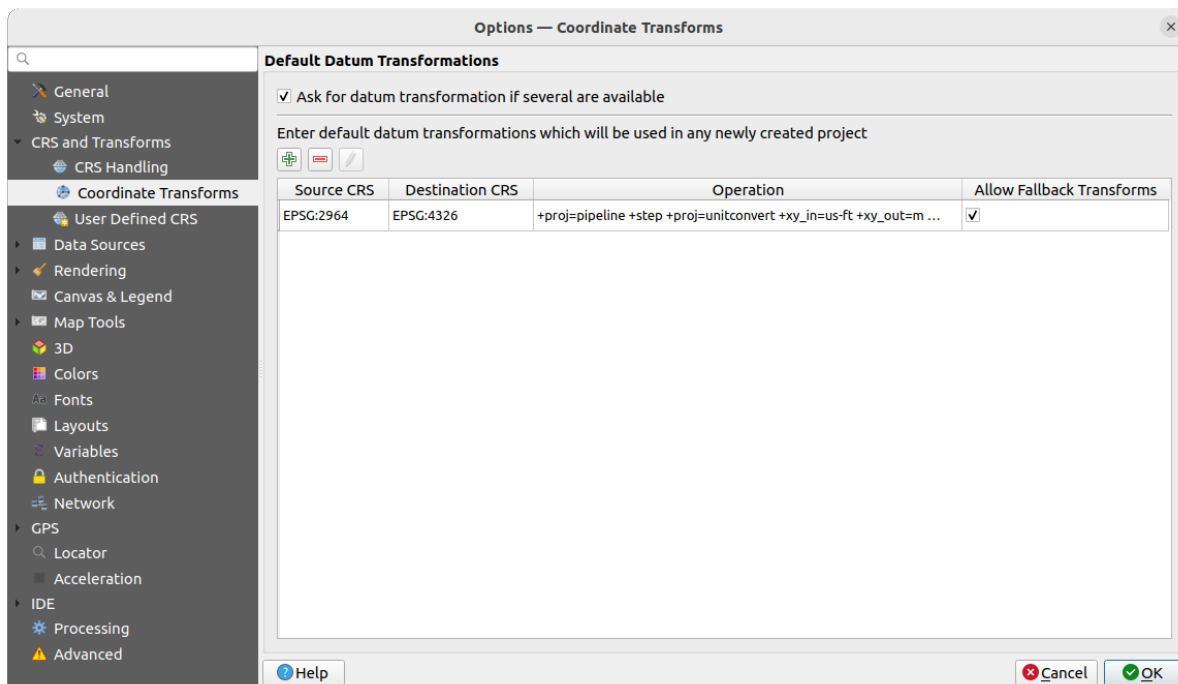 Options — Coordinate Transforms
General
System
CRS and Transforms
CRS Handling
Coordinate Transforms
User Defined CRS
Data Sources
Rendering
Canvas & Legend
Map Tools
3D
Colors
Fonts
Layouts
Variables
Authentication
Network
GPS
Locator
Acceleration
IDE
Processing
Advanced
Default Datum Transformations
Ask for datum transformation if several are available
Enter default datum transformations which will be used in any newly created project
Source CRS Destination CRS Operation Allow Fallback Transforms
EPSG:2964 EPSG:4326 +proj=pipeline +step +proj=unitconvert +xy_in=us-ft +xy_out=m ...
Help Cancel OK